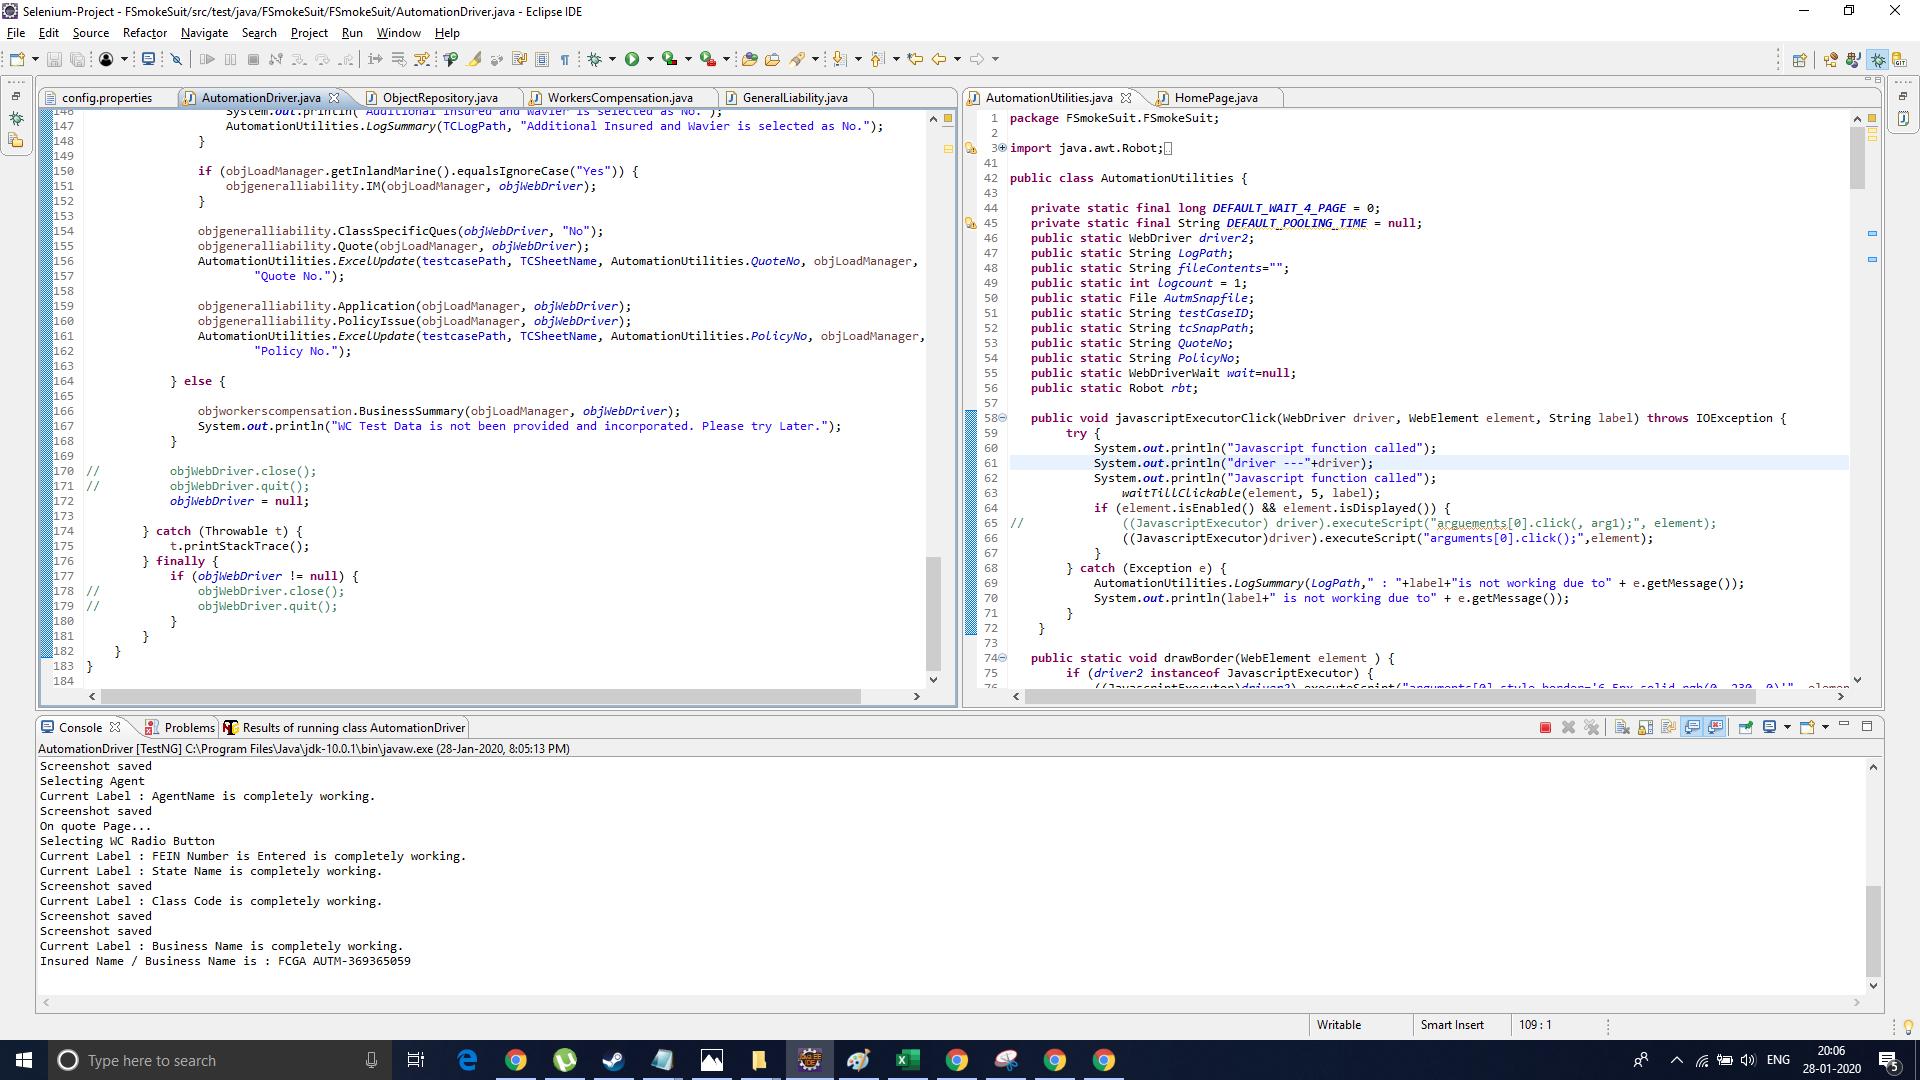 Selenium-Project - FSmokeSuit/src/test/java/FSmokeSuit/FSmokeSuit/AutomationDriver.java - Eclipse IDE
File Edit Source Refactor Navigate Search Project Run Window Help
config.properties AutomationDriver.java ObjectRepository.java WorkersCompensation.java GeneralLiability.java
146 System.out.println("Additional Insured and Wavier is selected as No.");
147 AutomationUtilities.LogSummary(TCLogPath, "Additional Insured and Wavier is selected as No.");
148 }
149
150 if (objLoadManager.getInlandMarine().equalsIgnoreCase("Yes")) {
151 objgeneralliability.IM(objLoadManager, objWebDriver);
152 }
153
154 objgeneralliability.ClassSpecificQues(objWebDriver, "No");
155 objgeneralliability.Quote(objLoadManager, objWebDriver);
156 AutomationUtilities.ExcelUpdate(testcasePath, TCSheetName, AutomationUtilities.QuoteNo, objLoadManager,
157 "Quote No.");
158
159 objgeneralliability.Application(objLoadManager, objWebDriver);
160 objgeneralliability.PolicyIssue(objLoadManager, objWebDriver);
161 AutomationUtilities.ExcelUpdate(testcasePath, TCSheetName, AutomationUtilities.PolicyNo, objLoadManager,
162 "Policy No.");
163
164 } else {
165
166 objworkerscompensation.BusinessSummary(objLoadManager, objWebDriver);
167 System.out.println("WC Test Data is not been provided and incorporated. Please try Later.");
168 }
169
170 // objWebDriver.close();
171 // objWebDriver.quit();
172 objWebDriver = null;
173
174 } catch (Throwable t) {
175 t.printStackTrace();
176 } finally {
177 if (objWebDriver != null) {
178 // objWebDriver.close();
179 // objWebDriver.quit();
180 }
181 }
182 }
183 }
184
AutomationUtilities.java HomePage.java
1 package FSmokeSuit.FSmokeSuit;
2
3 import java.awt.Robot;
41
42 public class AutomationUtilities {
43
44 private static final long DEFAULT_WAIT_4_PAGE = 0;
45 private static final String DEFAULT_POOLING_TIME = null;
46 public static WebDriver driver2;
47 public static String LogPath;
48 public static String fileContents="";
49 public static int logcount = 1;
50 public static File AutmSnapfile;
51 public static String testCaseID;
52 public static String tcSnapPath;
53 public static String QuoteNo;
54 public static String PolicyNo;
55 public static WebDriverWait wait=null;
56 public static Robot rbt;
57
58 public void javascriptExecutorClick(WebDriver driver, WebElement element, String label) throws IOException {
59 try {
60 System.out.println("Javascript function called");
61 System.out.println("driver ---"+driver);
62 System.out.println("Javascript function called");
63 waitTillClickable(element, 5, label);
64 if (element.isEnabled() && element.isDisplayed()) {
65 // ((JavascriptExecutor) driver).executeScript("arguements[0].click(, arg1);", element);
66 ((JavascriptExecutor)driver).executeScript("arguments[0].click();",element);
67 }
68 } catch (Exception e) {
69 AutomationUtilities.LogSummary(LogPath," : "+label+"is not working due to" + e.getMessage());
70 System.out.println(label+" is not working due to" + e.getMessage());
71 }
72 }
73
74 public static void drawBorder(WebElement element ) {
75 if (driver2 instanceof JavascriptExecutor) {
Console Problems Results of running class AutomationDriver
AutomationDriver [TestNG] C:\Program Files\Java\jdk-10.0.1\bin\javaw.exe (28-Jan-2020, 8:05:13 PM)
Screenshot saved
Selecting Agent
Current Label : AgentName is completely working.
Screenshot saved
On quote Page...
Selecting WC Radio Button
Current Label : FEIN Number is Entered is completely working.
Current Label : State Name is completely working.
Screenshot saved
Current Label : Class Code is completely working.
Screenshot saved
Screenshot saved
Current Label : Business Name is completely working.
Insured Name / Business Name is : FCGA AUTM-369365059
Writable Smart Insert 109 : 1
Type here to search
ENG
20:06
28-01-2020
5